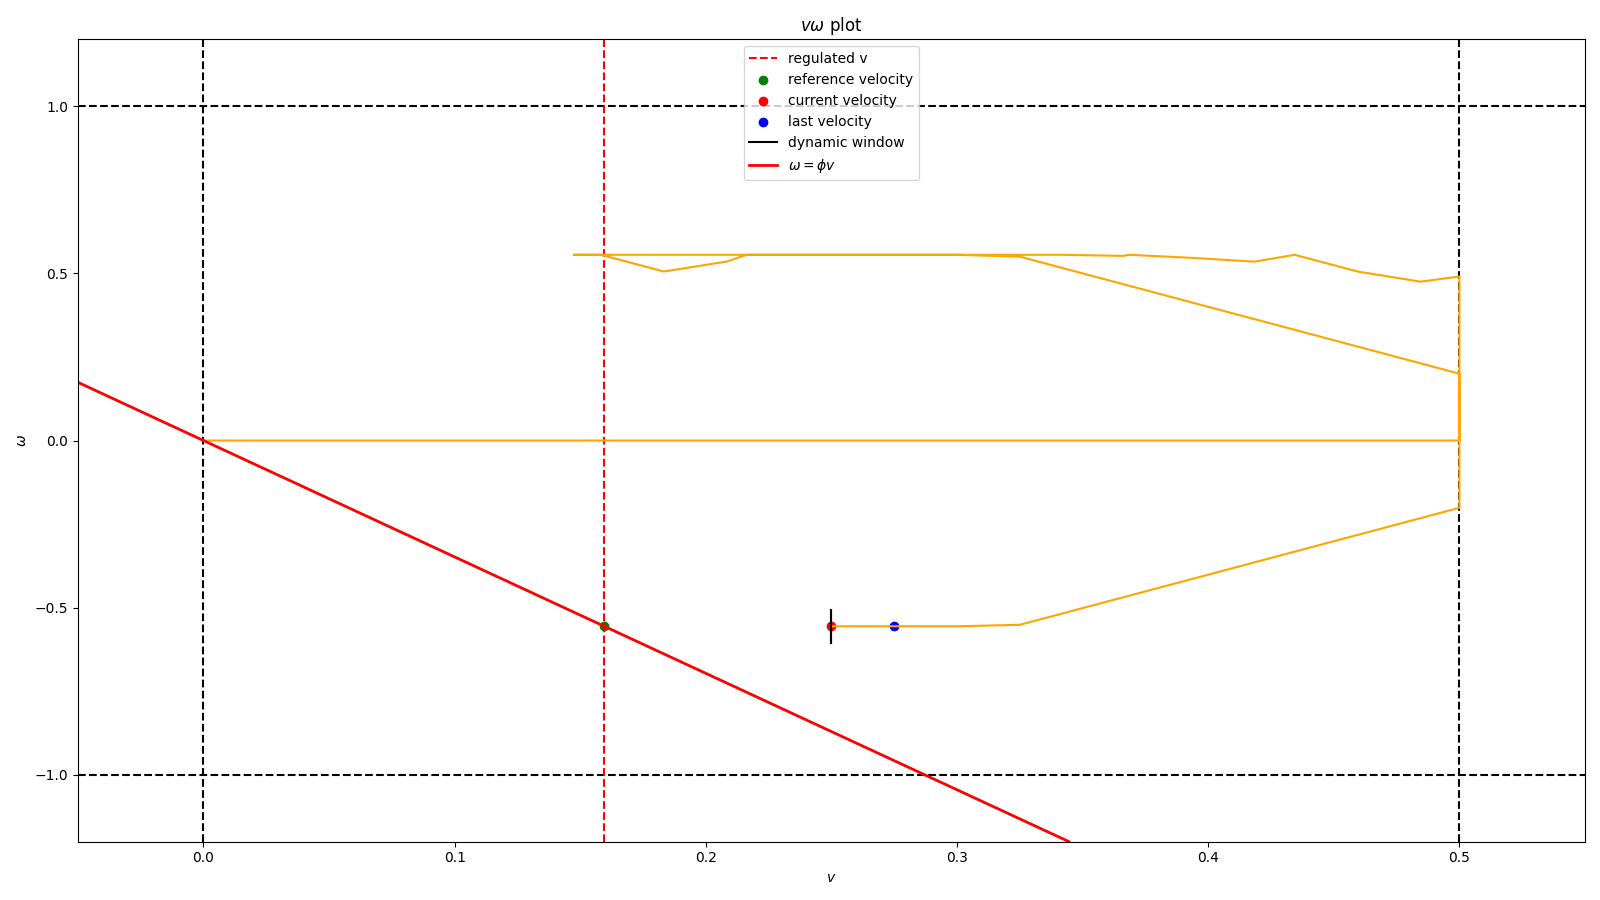 vω plot
regulated v
reference velocity
current velocity
last velocity
dynamic window
ω = ϕv
1.0
0.5
0.0
−0.5
−1.0
ω
0.0 0.1 0.2 0.3 0.4 0.5
v